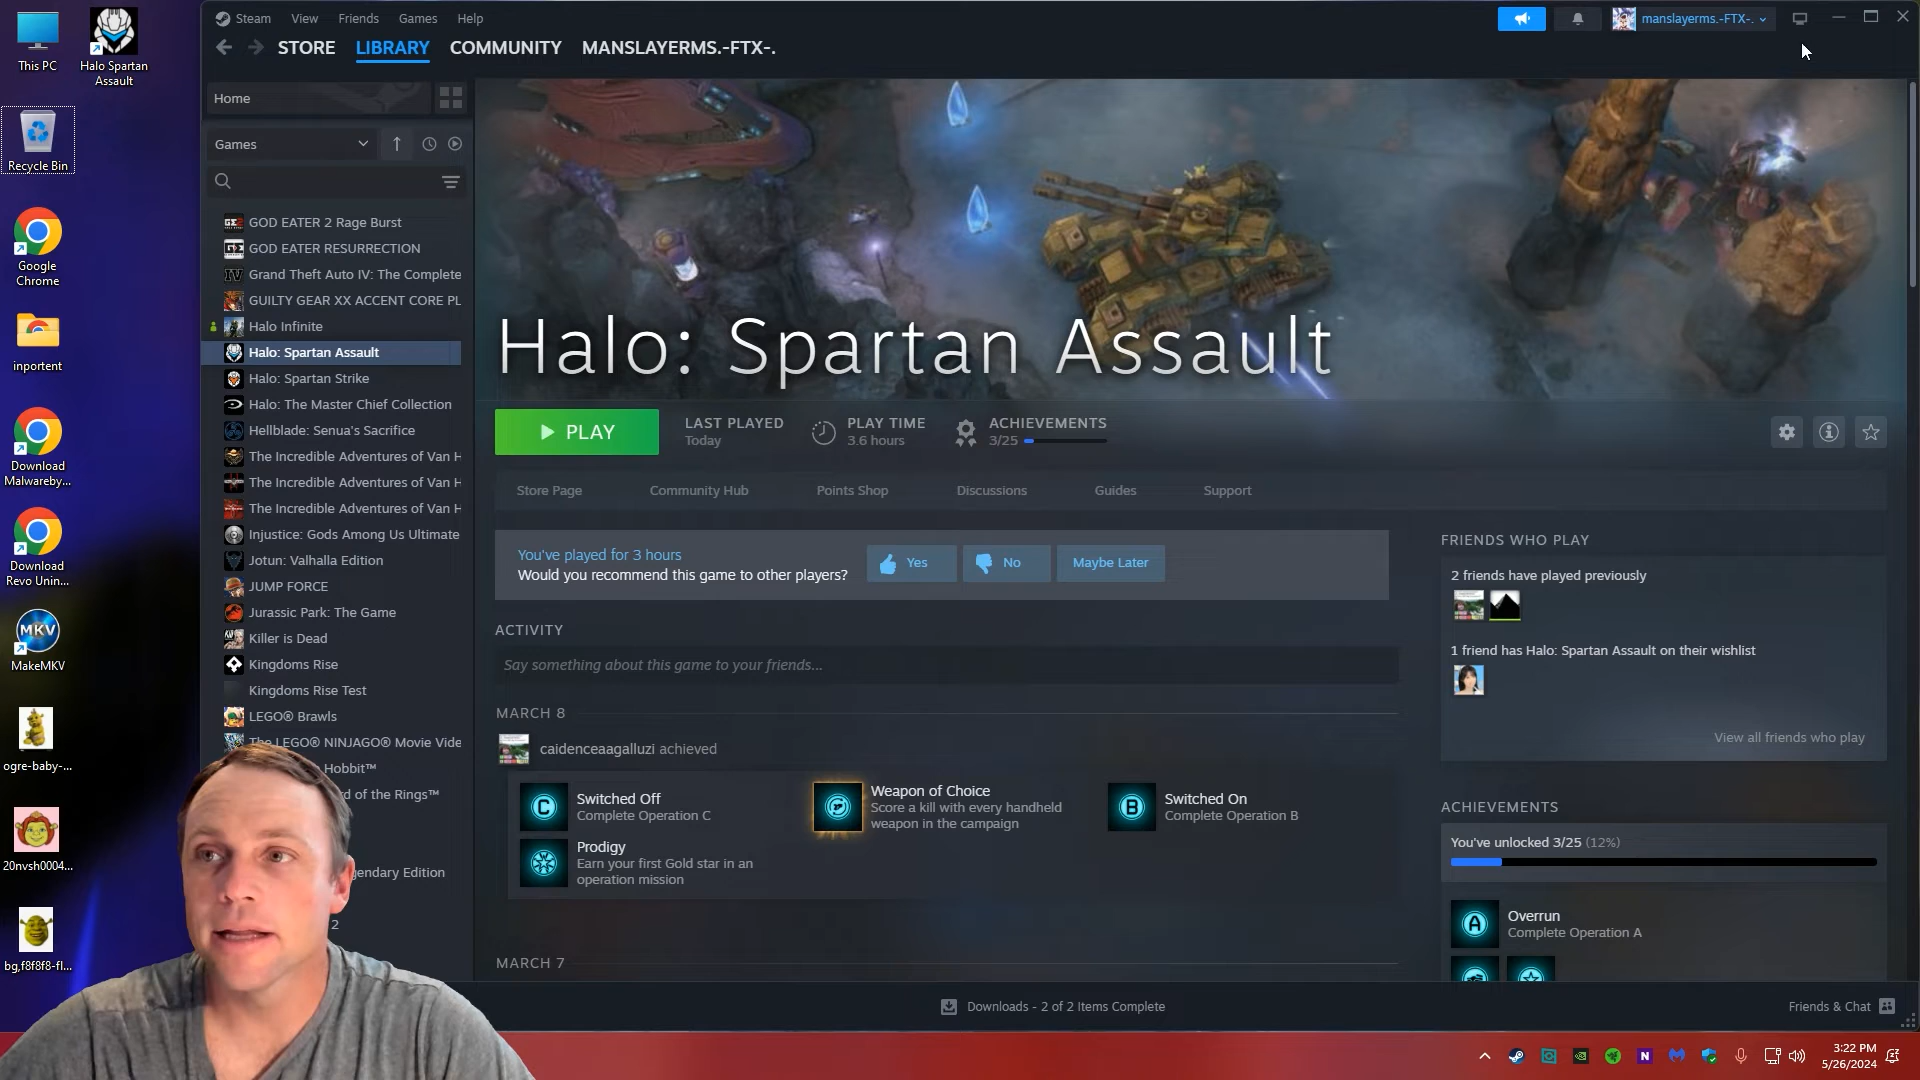 This PC
Halo Spartan
Assault
Recycle Bin
Google
Chrome
inportent
Download
Malwareby...
Download
Revo Unin...
MKV
MakeMKV
ogre-baby-...
20nvsh0004...
bg,f8f8f8-fl...
Steam
View
Friends
Games
Help
manslayerms.-FTX-.
STORE
LIBRARY
COMMUNITY
MANSLAYERMS.-FTX-.
Home
Games
GOD EATER 2 Rage Burst
GOD EATER RESURRECTION
Grand Theft Auto IV: The Complete
GUILTY GEAR XX ACCENT CORE PL
Halo Infinite
Halo: Spartan Assault
Halo: Spartan Strike
Halo: The Master Chief Collection
Hellblade: Senua's Sacrifice
The Incredible Adventures of Van H
The Incredible Adventures of Van H
The Incredible Adventures of Van H
Injustice: Gods Among Us Ultimate
Jotun: Valhalla Edition
JUMP FORCE
Jurassic Park: The Game
Killer is Dead
Kingdoms Rise
Kingdoms Rise Test
LEGO® Brawls
The LEGO® NINJAGO® Movie Vide
Hobbit™
rd of the Rings™
gendary Edition
2
Halo: Spartan Assault
PLAY
LAST PLAYED
Today
PLAY TIME
3.6 hours
ACHIEVEMENTS
3/25
Store Page
Community Hub
Points Shop
Discussions
Guides
Support
You've played for 3 hours
Would you recommend this game to other players?
Yes
No
Maybe Later
ACTIVITY
Say something about this game to your friends...
MARCH 8
caidenceaagalluzi achieved
Switched Off
Complete Operation C
Weapon of Choice
Score a kill with every handheld
weapon in the campaign
Switched On
Complete Operation B
Prodigy
Earn your first Gold star in an
operation mission
MARCH 7
FRIENDS WHO PLAY
2 friends have played previously
1 friend has Halo: Spartan Assault on their wishlist
View all friends who play
ACHIEVEMENTS
You've unlocked 3/25 (12%)
Overrun
Complete Operation A
Downloads - 2 of 2 Items Complete
Friends & Chat
3:22 PM
5/26/2024